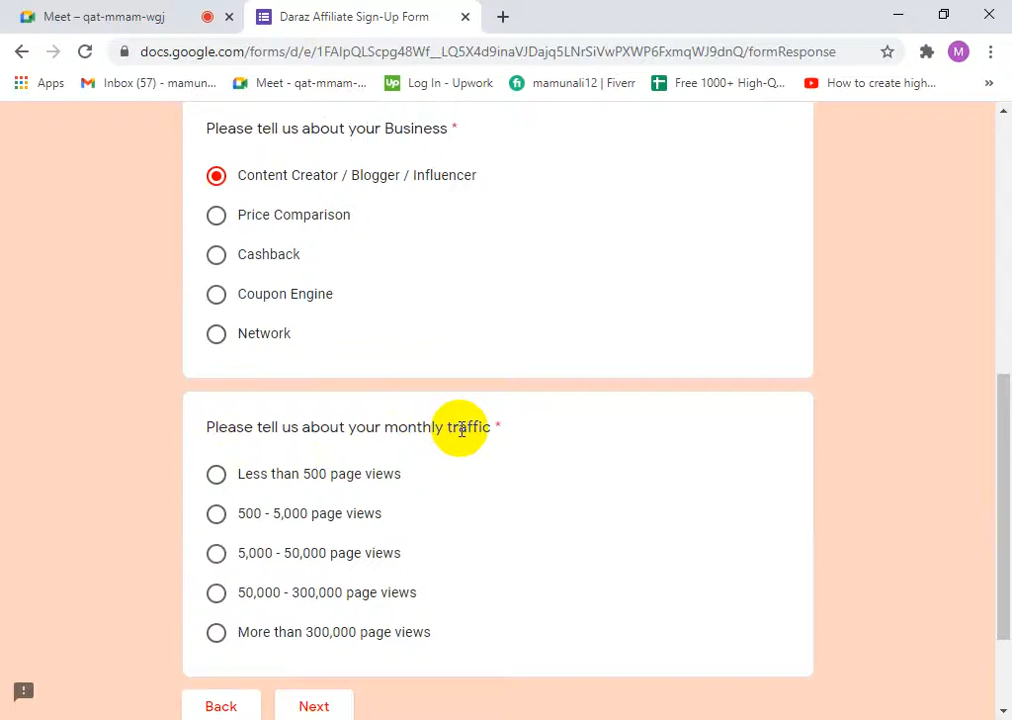 Meet – qat-mmam-wgj
Daraz Affiliate Sign-Up Form
docs.google.com/forms/d/e/1FAIpQLScpg48Wf__LQ5X4d9inaVJDajq5LNrSiVwPXWP6FxmqWJ9dnQ/formResponse
M
Apps
Inbox (57) - mamun...
Meet - qat-mmam-...
Up
Log In - Upwork
fi
mamunali12 | Fiverr
Free 1000+ High-Q...
How to create high...
»
Please tell us about your Business *
Content Creator / Blogger / Influencer
Price Comparison
Cashback
Coupon Engine
Network
Please tell us about your monthly traffic *
Less than 500 page views
500 - 5,000 page views
5,000 - 50,000 page views
50,000 - 300,000 page views
More than 300,000 page views
Back
Next